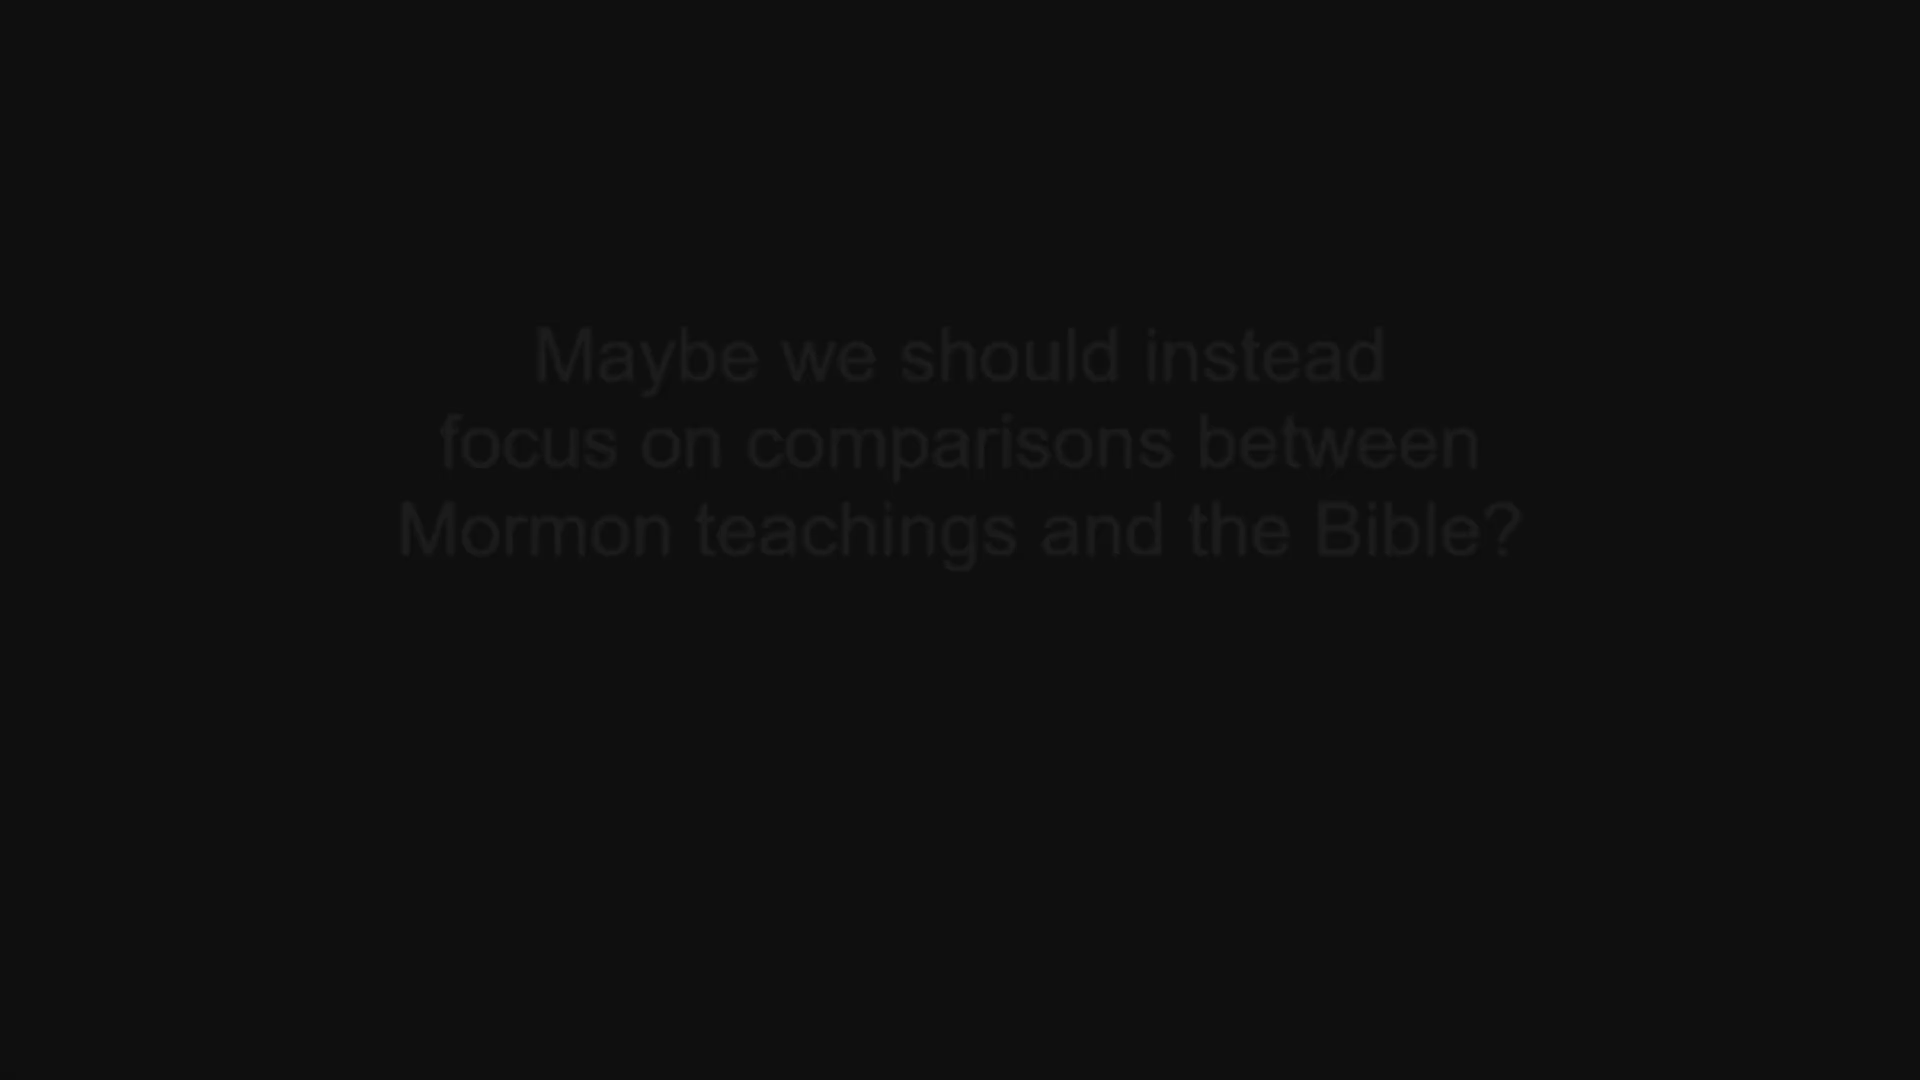 Maybe we should instead
focus on comparisons between
Mormon teachings and the Bible?